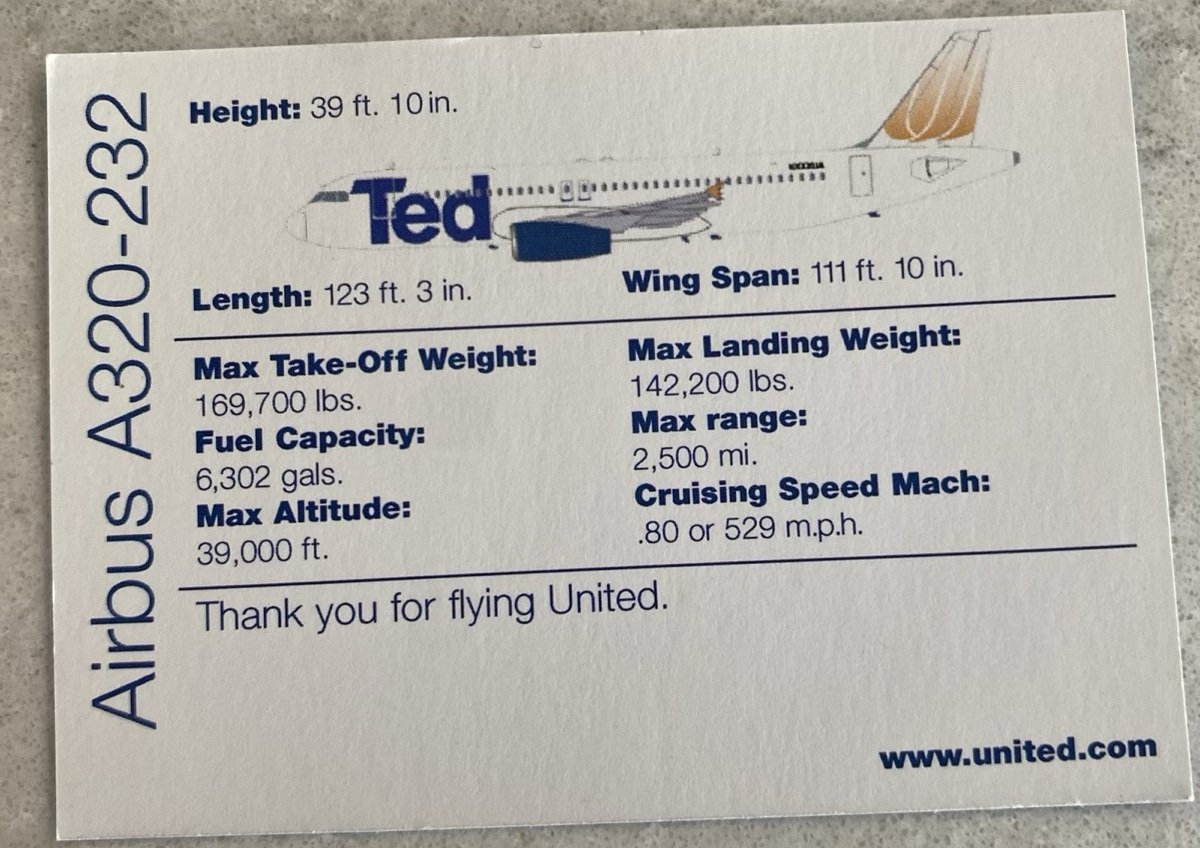 Airbus A320-232
Height: 39 ft. 10 in.
Ted
Length: 123 ft. 3 in.
Wing Span: 111 ft. 10 in.
Max Take-Off Weight:
169,700 lbs.
Fuel Capacity:
6,302 gals.
Max Altitude:
39,000 ft.
Max Landing Weight:
142,200 lbs.
Max range:
2,500 mi.
Cruising Speed Mach:
.80 or 529 m.p.h.
Thank you for flying United.
www.united.com